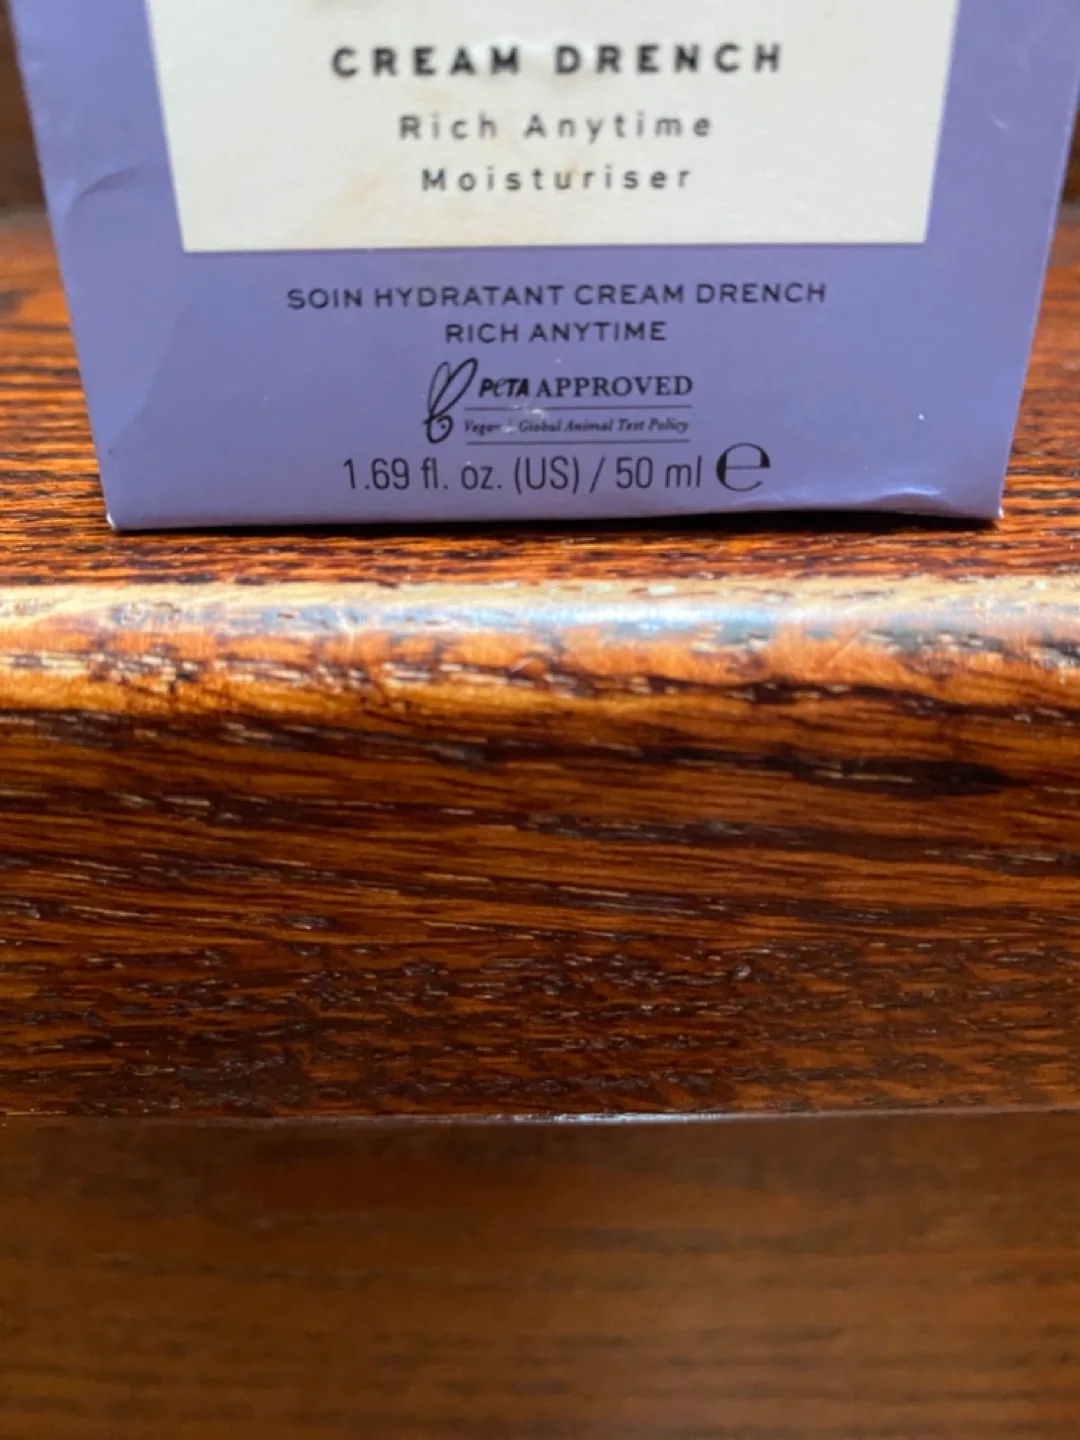 CREAM DRENCH
Rich Anytime
Moisturiser
SOIN HYDRATANT CREAM DRENCH
RICH ANYTIME
PETA APPROVED
Vegan | Global Animal Test Policy
1.69 fl. oz. (US) / 50 ml ℮